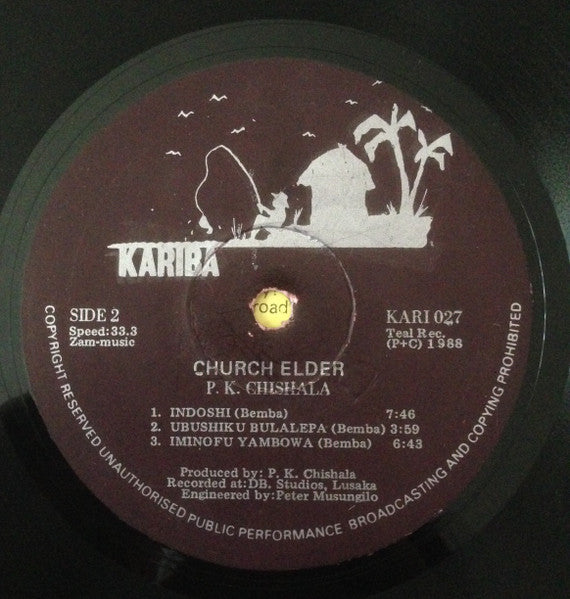 KARIBA
SIDE 2
Speed:33.3
Zam-music
road
KARI 027
Teal Rec.
(P+C) 1988
CHURCH ELDER
P. K. CHISHALA
1. INDOSHI (Bemba) 7:46
2. UBUSHIKU BULALEPA (Bemba) 3:59
3. IMINOFU YAMBOWA (Bemba) 6:43
Produced by: P. K. Chishala
Recorded at: DB. Studios, Lusaka
Engineered by: Peter Musungilo
COPYRIGHT RESERVED UNAUTHORISED PUBLIC PERFORMANCE BROADCASTING AND COPYING PROHIBITED